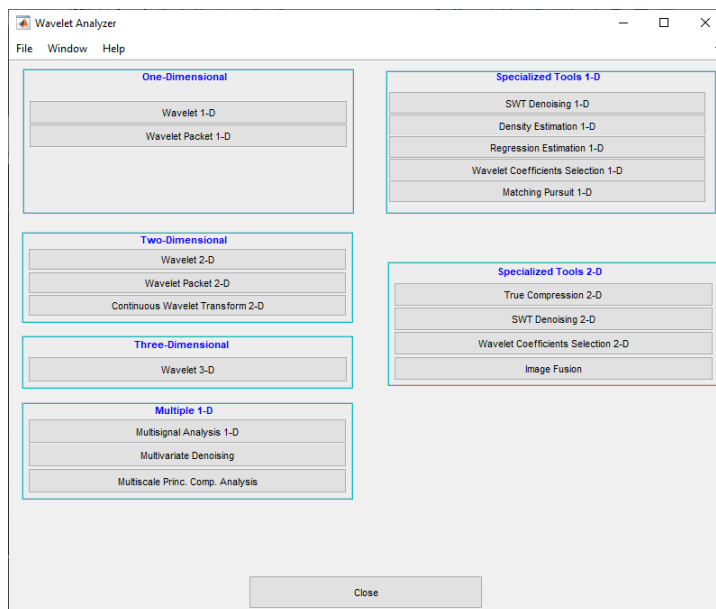 Wavelet Analyzer
File Window Help
One-Dimensional
Wavelet 1-D
Wavelet Packet 1-D
Two-Dimensional
Wavelet 2-D
Wavelet Packet 2-D
Continuous Wavelet Transform 2-D
Three-Dimensional
Wavelet 3-D
Multiple 1-D
Multisignal Analysis 1-D
Multivariate Denoising
Multiscale Princ. Comp. Analysis
Specialized Tools 1-D
SWT Denoising 1-D
Density Estimation 1-D
Regression Estimation 1-D
Wavelet Coefficients Selection 1-D
Matching Pursuit 1-D
Specialized Tools 2-D
True Compression 2-D
SWT Denoising 2-D
Wavelet Coefficients Selection 2-D
Image Fusion
Close